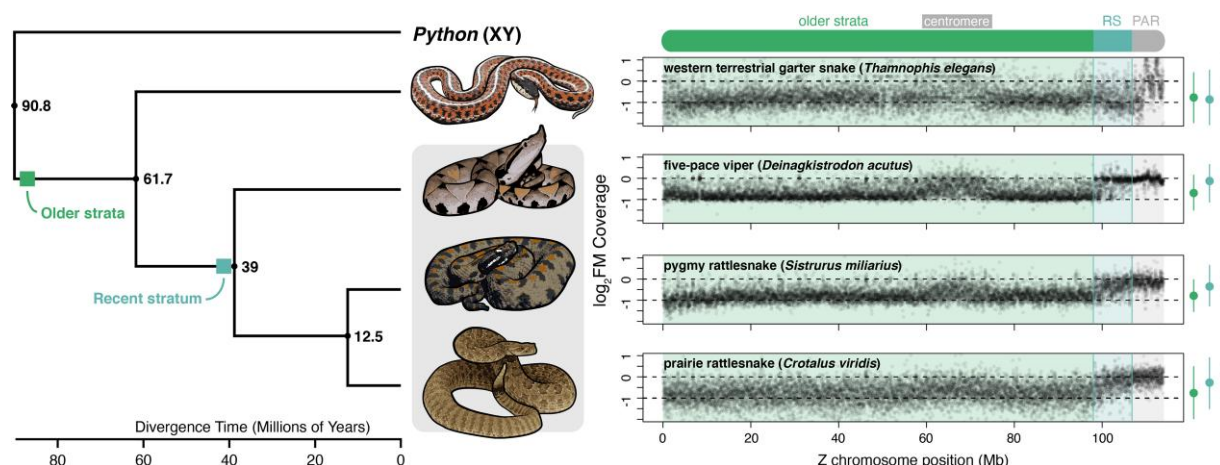 Python (XY)
90.8
61.7
39
12.5
Older strata
Recent stratum
Divergence Time (Millions of Years)
80 60 40 20 0
older strata centromere RS PAR
western terrestrial garter snake (Thamnophis elegans)
1
0
-1
five-pace viper (Deinagkistrodon acutus)
1
0
-1
pygmy rattlesnake (Sistrurus miliarius)
1
0
-1
prairie rattlesnake (Crotalus viridis)
1
0
-1
log2FM Coverage
0 20 40 60 80 100
Z chromosome position (Mb)